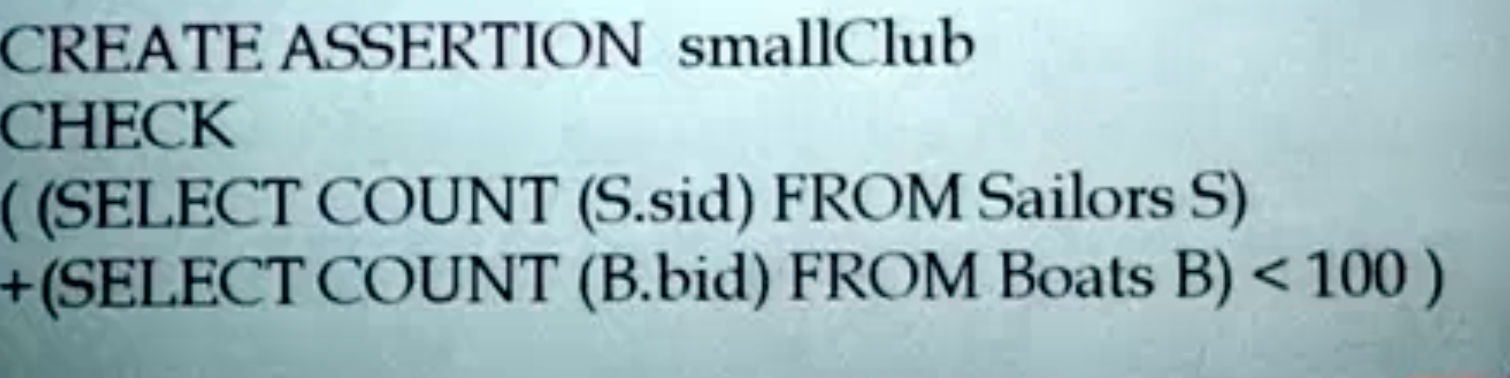 CREATE ASSERTION smallClub
CHECK
( (SELECT COUNT (S.sid) FROM Sailors S)
+(SELECT COUNT (B.bid) FROM Boats B) < 100 )